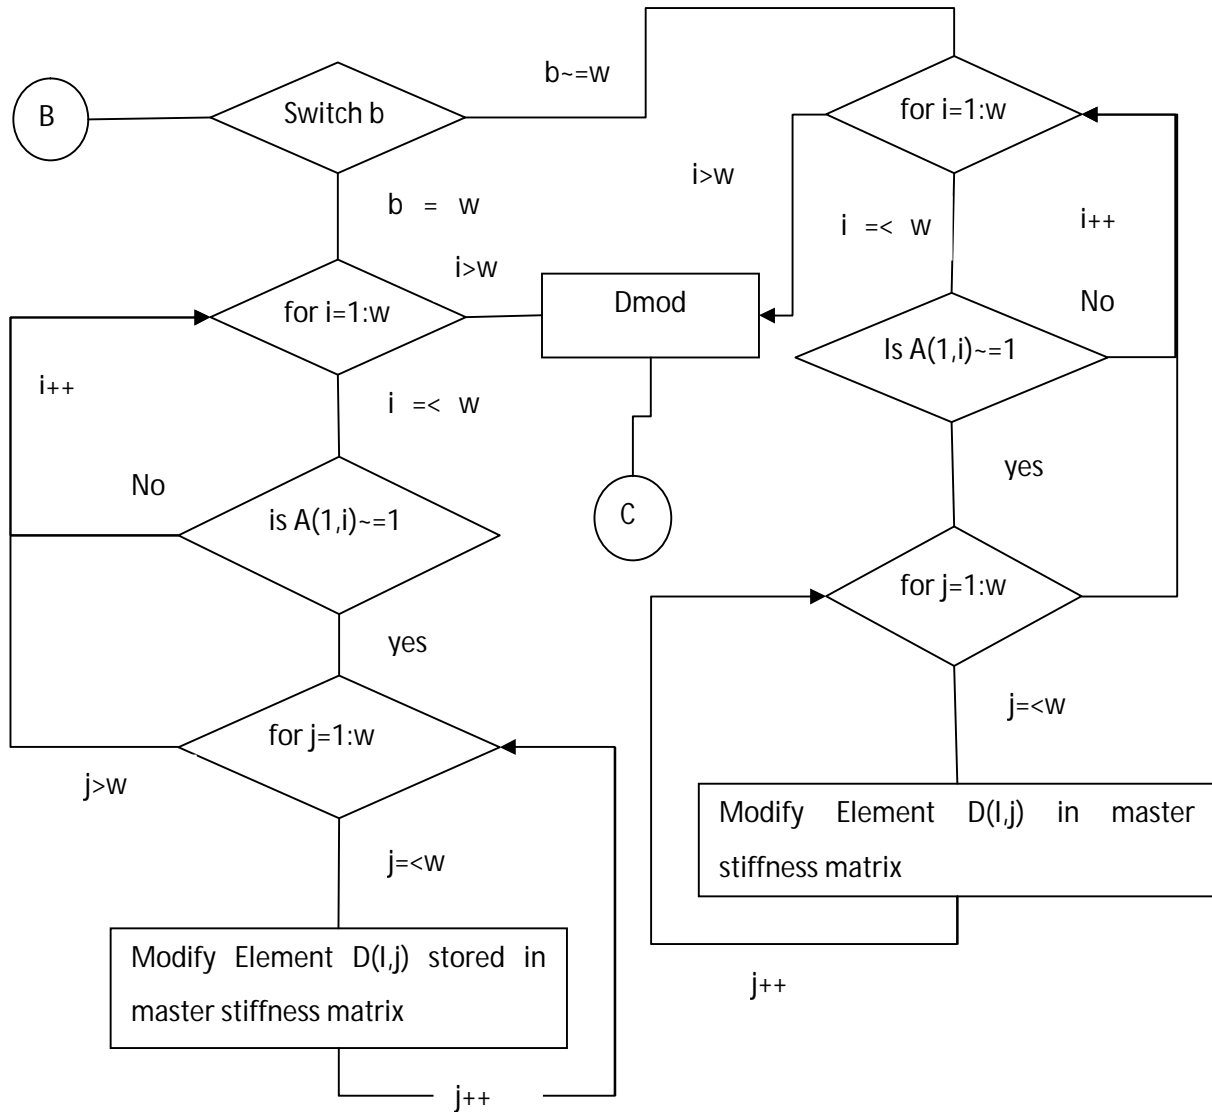 b~=w
B
Switch b
for i=1:w
i>w
b = w
i =< w
i++
i>w
for i=1:w
Dmod
No
Is A(1,i)~=1
i++
i =< w
No
yes
is A(1,i)~=1
C
for j=1:w
yes
for j=1:w
j=<w
j>w
Modify Element D(I,j) in master
stiffness matrix
j=<w
Modify Element D(I,j) stored in
master stiffness matrix
j++
j++